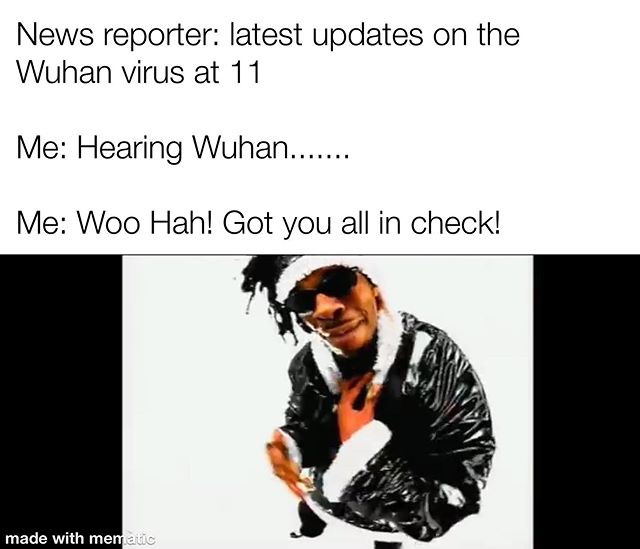 News reporter: latest updates on the
Wuhan virus at 11
Me: Hearing Wuhan.......
Me: Woo Hah! Got you all in check!
made with mematic